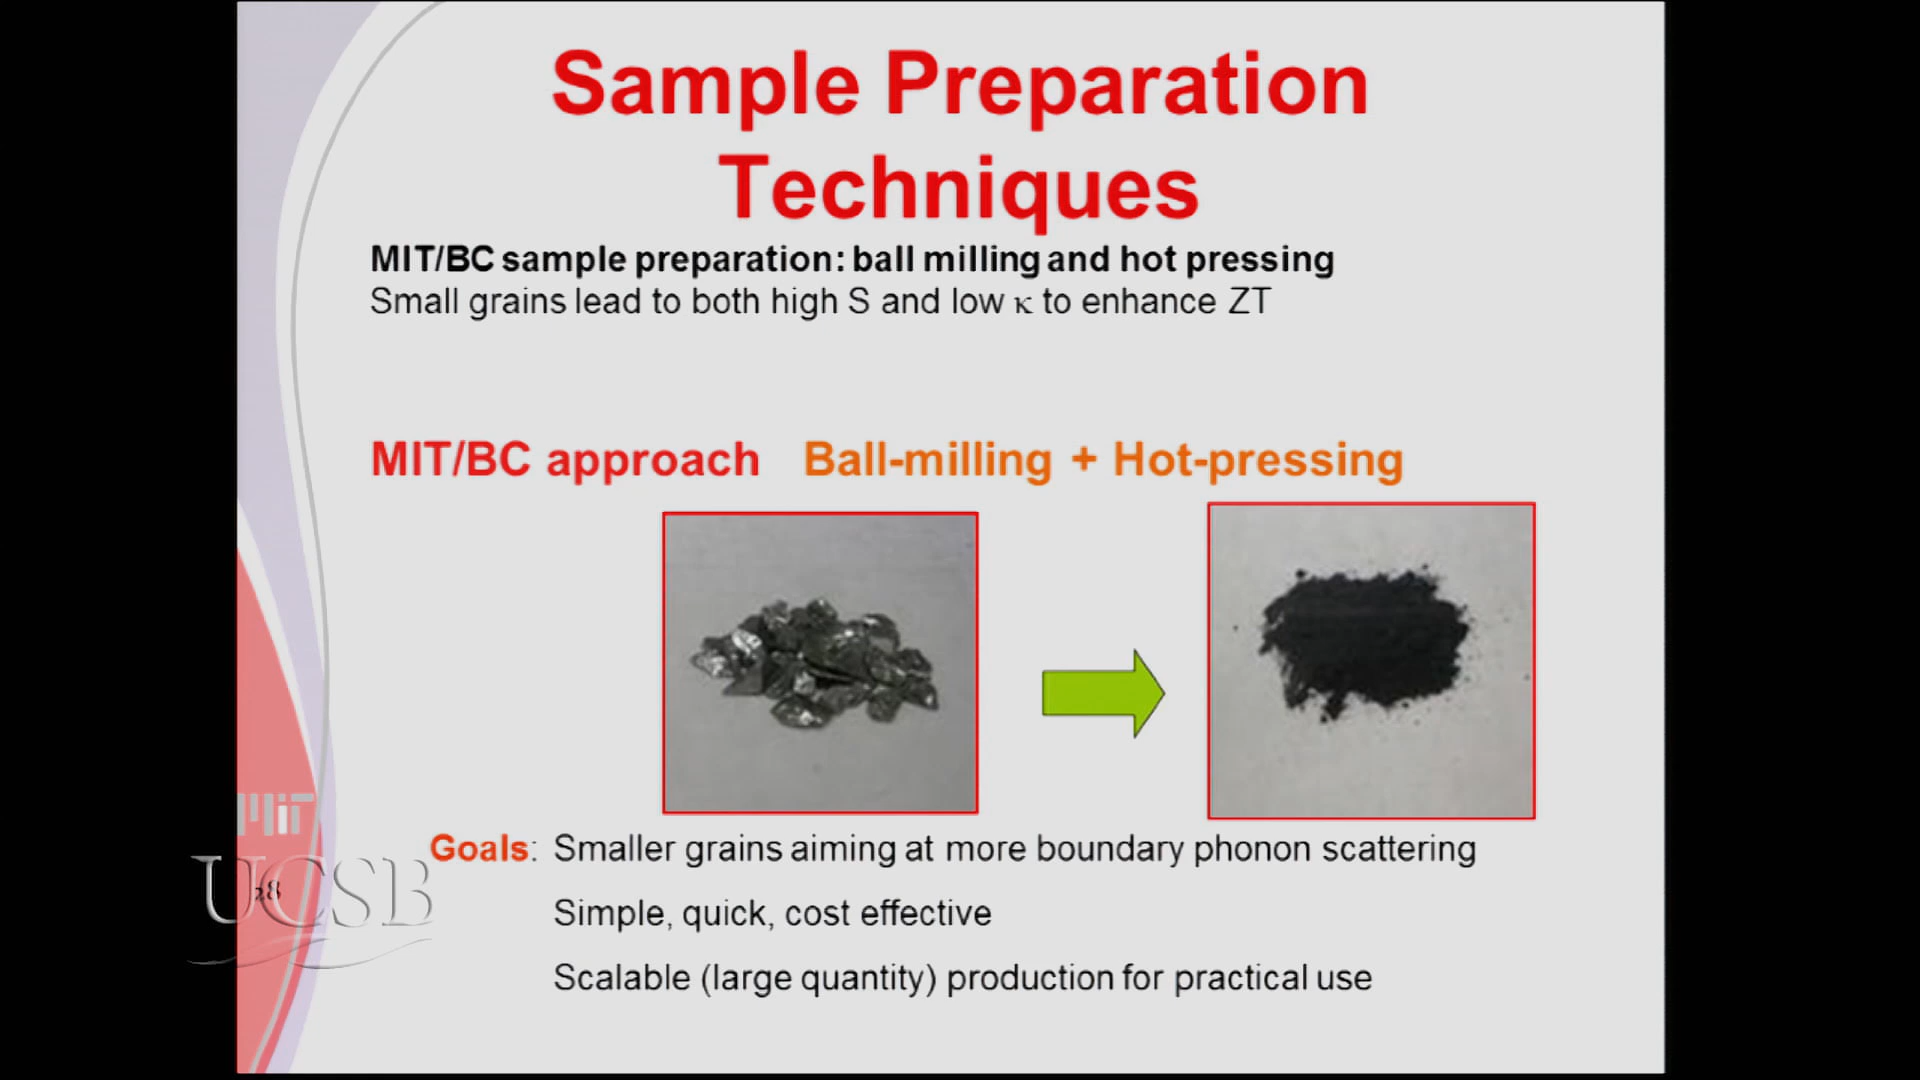 Sample Preparation
Techniques
MIT/BC sample preparation: ball milling and hot pressing
Small grains lead to both high S and low κ to enhance ZT
MIT/BC approach Ball-milling + Hot-pressing
Goals: Smaller grains aiming at more boundary phonon scattering
Simple, quick, cost effective
Scalable (large quantity) production for practical use
MIT
UCSB
28